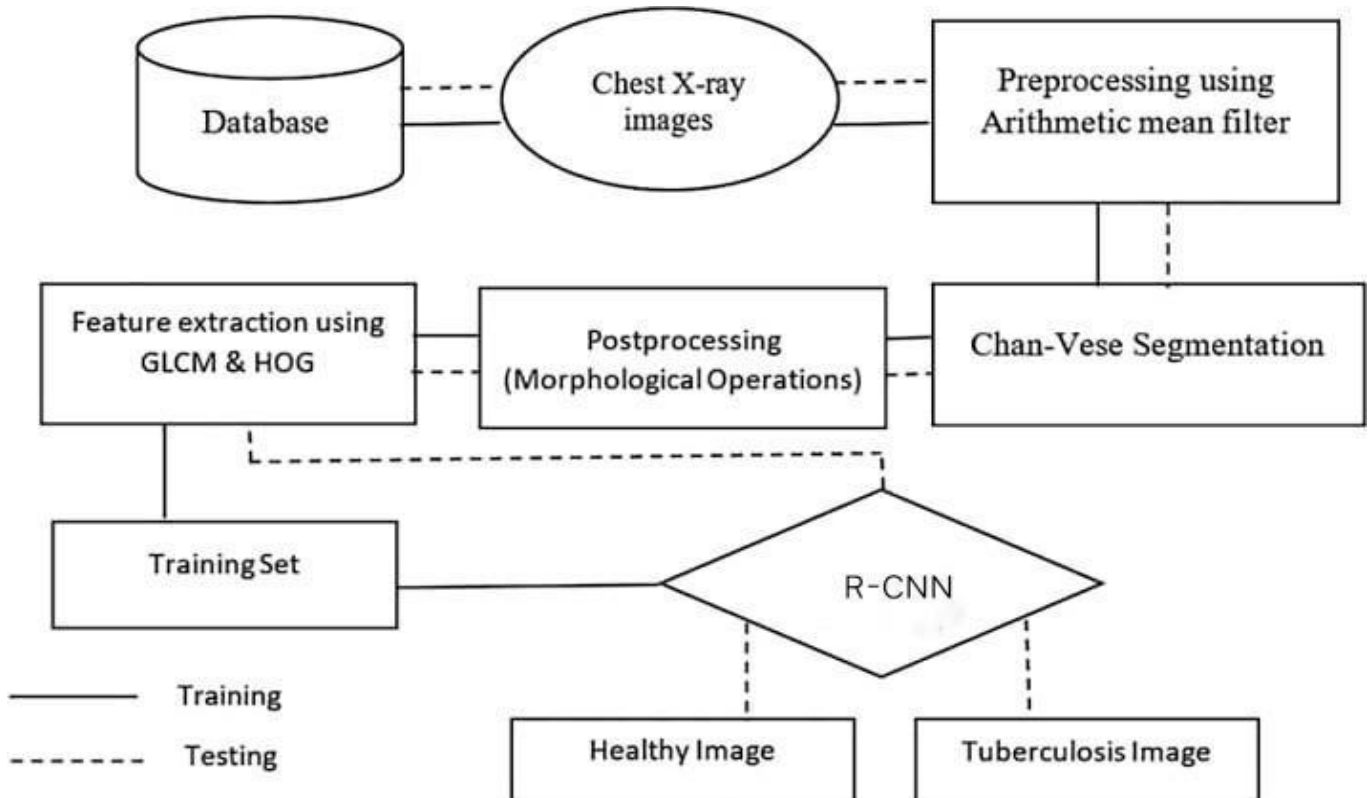 Database
Chest X-ray
images
Preprocessing using
Arithmetic mean filter
Feature extraction using
GLCM & HOG
Postprocessing
(Morphological Operations)
Chan-Vese Segmentation
Training Set
R-CNN
Training
Testing
Healthy Image
Tuberculosis Image